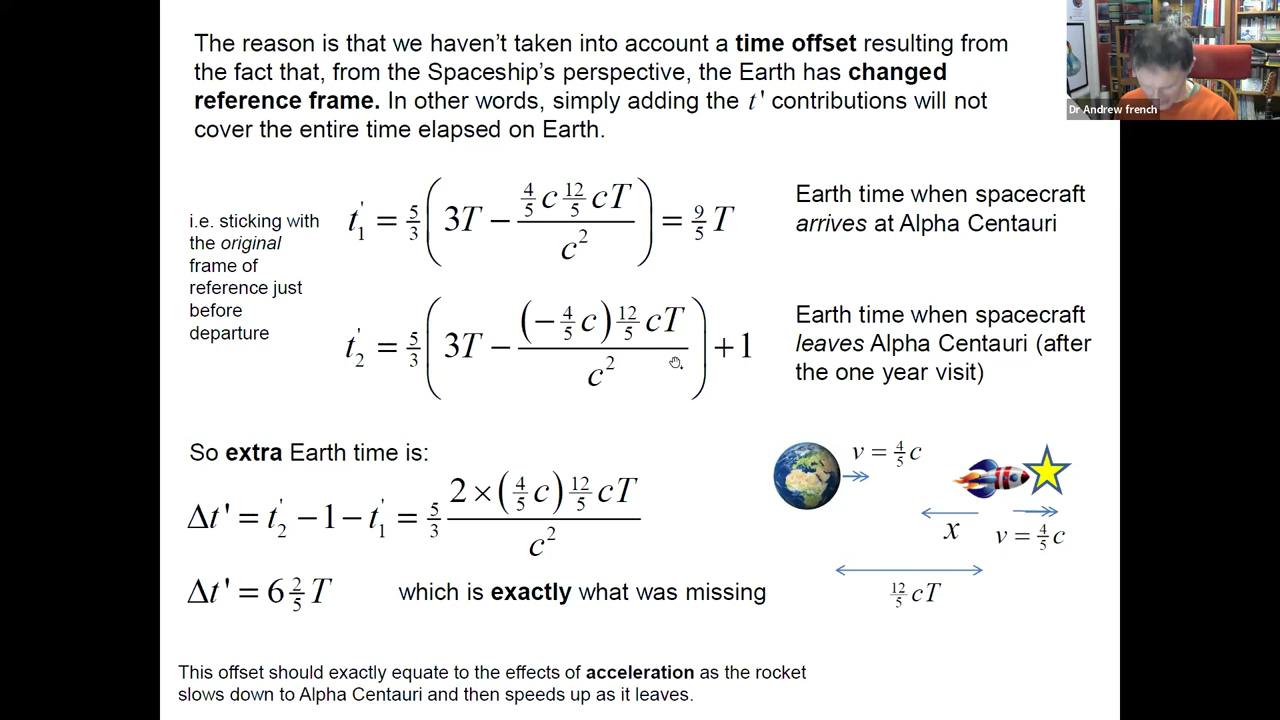 The reason is that we haven't taken into account a time offset resulting from
the fact that, from the Spaceship's perspective, the Earth has changed
reference frame. In other words, simply adding the t' contributions will not
cover the entire time elapsed on Earth.
Dr Andrew french
i.e. sticking with
the original
frame of
reference just
before
departure
t₁' = 5/3 (3T − (4/5 c 12/5 cT)/c²) = 9/5 T
Earth time when spacecraft
arrives at Alpha Centauri
t₂' = 5/3 (3T − ((−4/5 c) 12/5 cT)/c²) + 1
Earth time when spacecraft
leaves Alpha Centauri (after
the one year visit)
So extra Earth time is:
Δt' = t₂' − 1 − t₁' = 5/3 (2 × (4/5 c) 12/5 cT)/c²
Δt' = 6 2/5 T
which is exactly what was missing
v = 4/5 c
x
v = 4/5 c
12/5 cT
This offset should exactly equate to the effects of acceleration as the rocket
slows down to Alpha Centauri and then speeds up as it leaves.